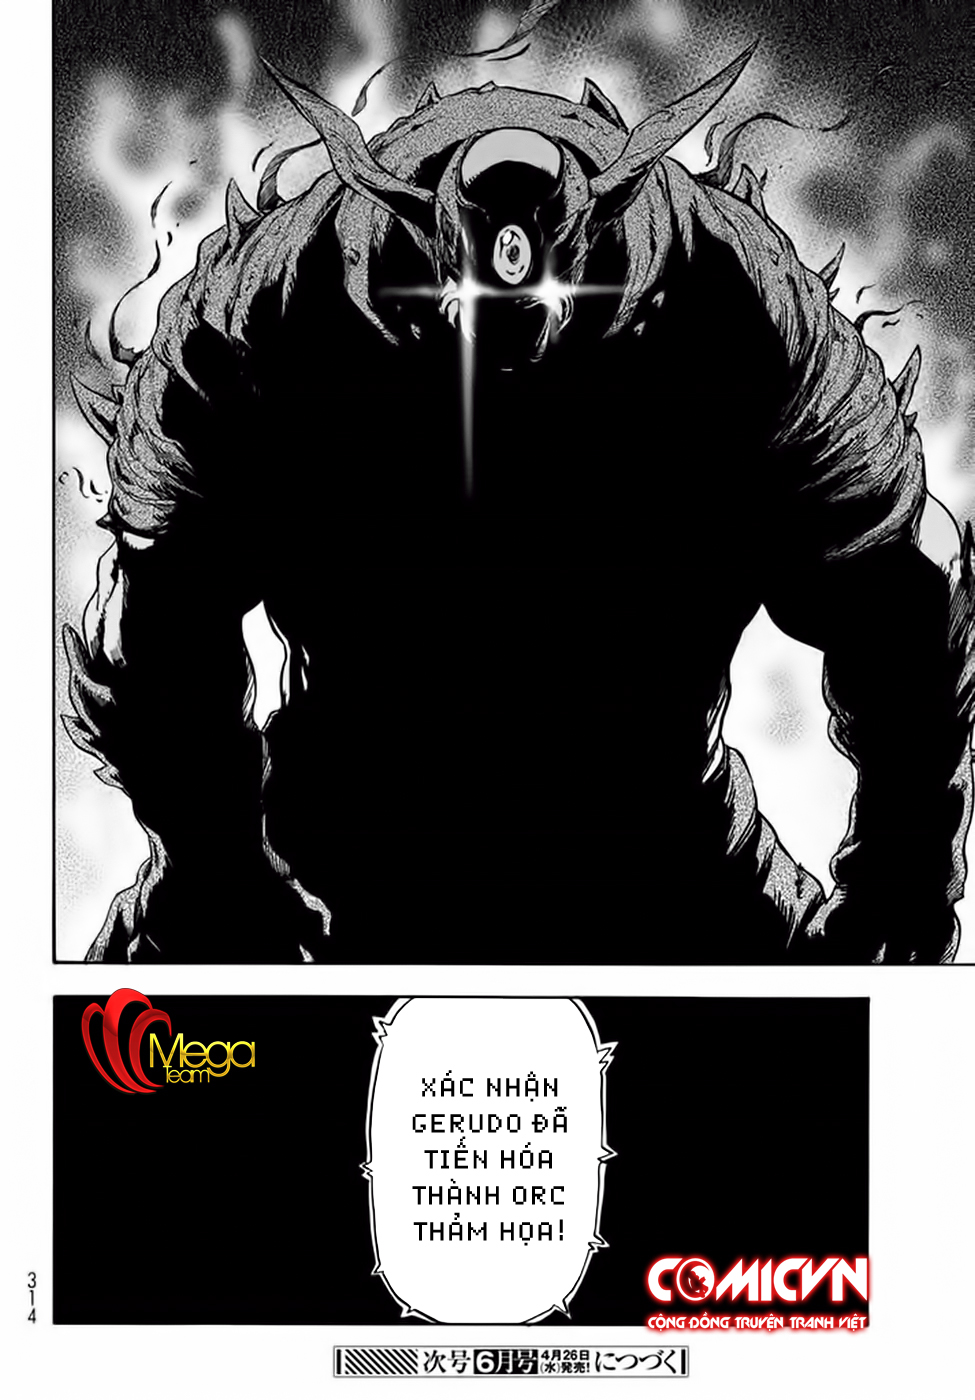 Mega
Team
XÁC NHẬN
GERUDO ĐÃ
TIẾN HÓA
THÀNH ORC
THẢM HỌA!
COMICVN
CỘNG ĐỒNG TRUYỆN TRANH VIỆT
314
次号6月号4月26日(水)発売!につづく